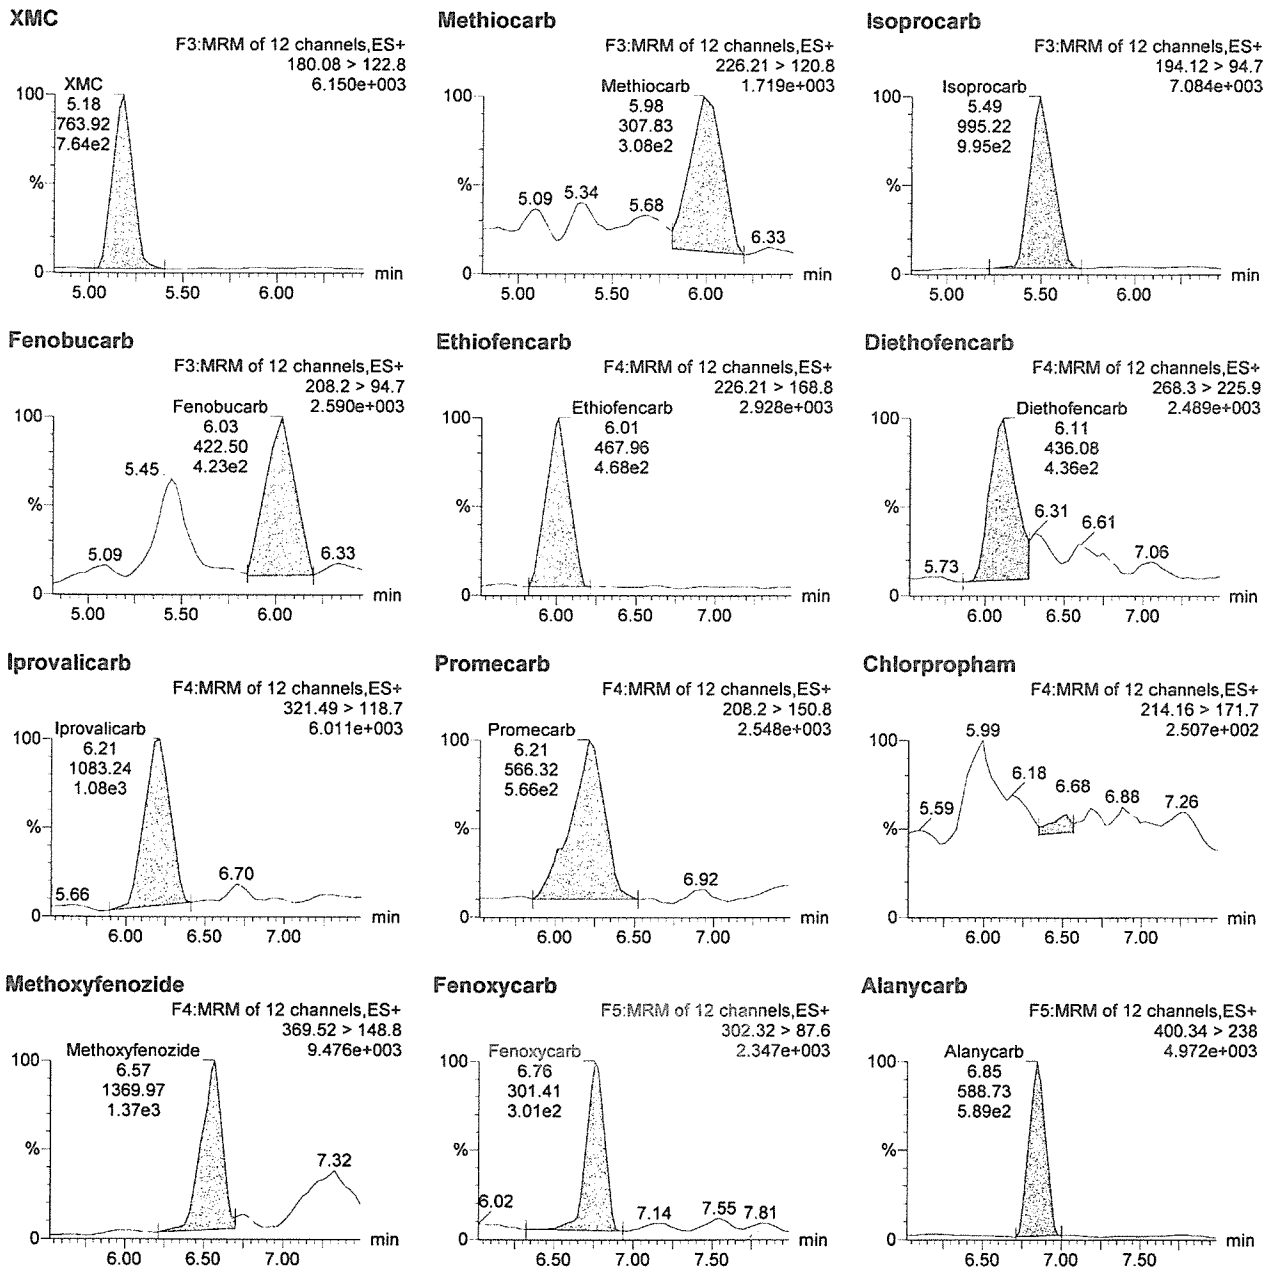 XMC
F3:MRM of 12 channels,ES+
180.08 > 122.8
6.150e+003
XMC
5.18
763.92
7.64e2
100
%
0
5.00 5.50 6.00
min
Methiocarb
F3:MRM of 12 channels,ES+
226.21 > 120.8
1.719e+003
Methiocarb
5.98
307.83
3.08e2
100
5.09 5.34 5.68
6.33
%
0
5.00 5.50 6.00
min
Isoprocarb
F3:MRM of 12 channels,ES+
194.12 > 94.7
7.084e+003
Isoprocarb
5.49
995.22
9.95e2
100
%
0
5.00 5.50 6.00
min
Fenobucarb
F3:MRM of 12 channels,ES+
208.2 > 94.7
2.590e+003
Fenobucarb
6.03
422.50
4.23e2
100
5.45
5.09
6.33
%
0
5.00 5.50 6.00
min
Ethiofencarb
F4:MRM of 12 channels,ES+
226.21 > 168.8
2.928e+003
Ethiofencarb
6.01
467.96
4.68e2
100
%
0
6.00 6.50 7.00
min
Diethofencarb
F4:MRM of 12 channels,ES+
268.3 > 225.9
2.489e+003
Diethofencarb
6.11
436.08
4.36e2
100
%
6.31
6.61
5.73
7.06
0
6.00 6.50 7.00
min
Iprovalicarb
F4:MRM of 12 channels,ES+
321.49 > 118.7
6.011e+003
Iprovalicarb
6.21
1083.24
1.08e3
100
%
5.66
6.70
0
6.00 6.50 7.00
min
Promecarb
F4:MRM of 12 channels,ES+
208.2 > 150.8
2.548e+003
Promecarb
6.21
566.32
5.66e2
100
%
6.92
0
6.00 6.50 7.00
min
Chlorpropham
F4:MRM of 12 channels,ES+
214.16 > 171.7
2.507e+002
5.99
100
6.18
6.68
5.59
6.88
7.26
%
0
6.00 6.50 7.00
min
Methoxyfenozide
F4:MRM of 12 channels,ES+
369.52 > 148.8
9.476e+003
Methoxyfenozide
6.57
1369.97
1.37e3
100
%
7.32
0
6.00 6.50 7.00
min
Fenoxycarb
F5:MRM of 12 channels,ES+
302.32 > 87.6
2.347e+003
Fenoxycarb
6.76
301.41
3.01e2
100
%
6.02
7.14 7.55 7.81
0
6.50 7.00 7.50
min
Alanycarb
F5:MRM of 12 channels,ES+
400.34 > 238
4.972e+003
Alanycarb
6.85
588.73
5.89e2
100
%
0
6.50 7.00 7.50
min